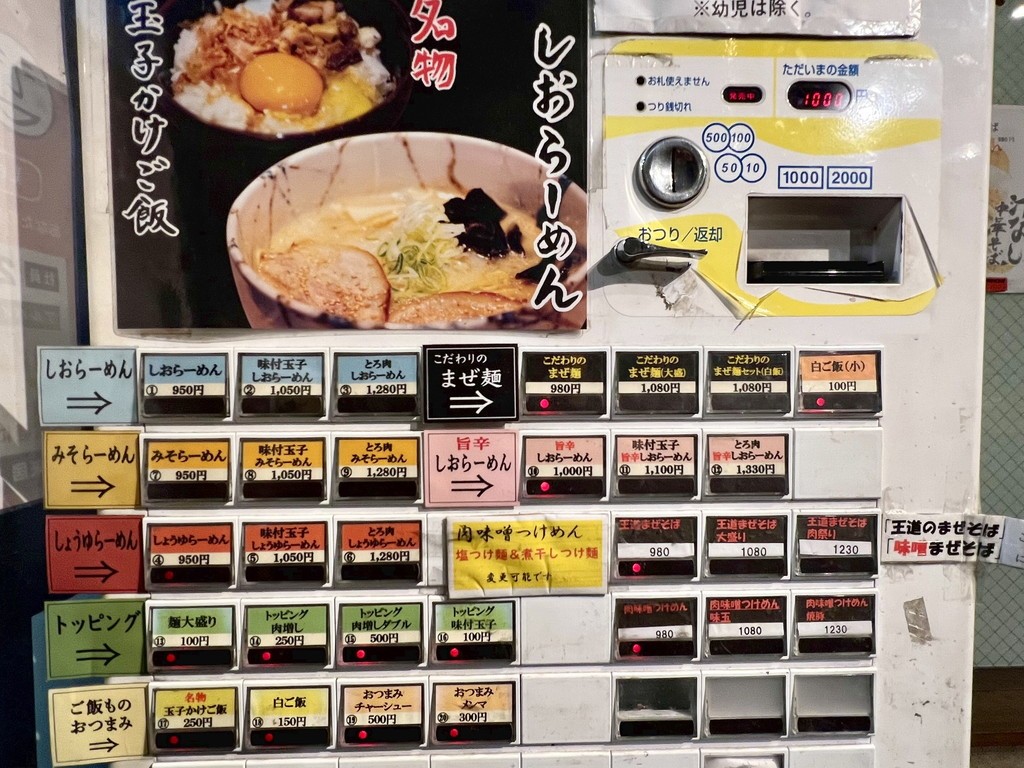 ※幼児は除く。
名物
玉子かけご飯
しおらーめん
お札使えません
つり銭切れ
発売中
ただいまの金額
1000円
500 100
50 10
1000 2000
おつり／返却
しおらーめん
⇒
しおらーめん
① 950円
味付玉子
しおらーめん
② 1,050円
とろ肉
しおらーめん
③ 1,280円
こだわりの
まぜ麺
⇒
こだわりの
まぜ麺
980円
こだわりの
まぜ麺(大盛)
1,080円
こだわりの
まぜ麺セット(白飯)
1,080円
白ご飯(小)
100円
みそらーめん
⇒
みそらーめん
⑦ 950円
味付玉子
みそらーめん
⑧ 1,050円
とろ肉
みそらーめん
⑨ 1,280円
旨辛
しおらーめん
⇒
旨辛
しおらーめん
⑩ 1,000円
味付玉子
旨辛しおらーめん
⑪ 1,100円
とろ肉
旨辛しおらーめん
⑫ 1,330円
しょうゆらーめん
⇒
しょうゆらーめん
④ 950円
味付玉子
しょうゆらーめん
⑤ 1,050円
とろ肉
しょうゆらーめん
⑥ 1,280円
肉味噌つけめん
塩つけ麺＆煮干しつけ麺
変更可能です
王道まぜそば
980
王道まぜそば
大盛り
1080
王道まぜそば
肉祭り
1230
王道のまぜそば
味噌まぜそば
トッピング
⇒
麺大盛り
⑬ 100円
トッピング
肉増し
⑭ 250円
トッピング
肉増しダブル
⑮ 500円
トッピング
味付玉子
⑯ 100円
肉味噌つけめん
980
肉味噌つけめん
味玉
1080
肉味噌つけめん
1230
ご飯もの
おつまみ
⇒
名物
玉子かけご飯
⑰ 250円
白ご飯
⑱ 150円
おつまみ
チャーシュー
⑲ 500円
おつまみ
メンマ
⑳ 300円